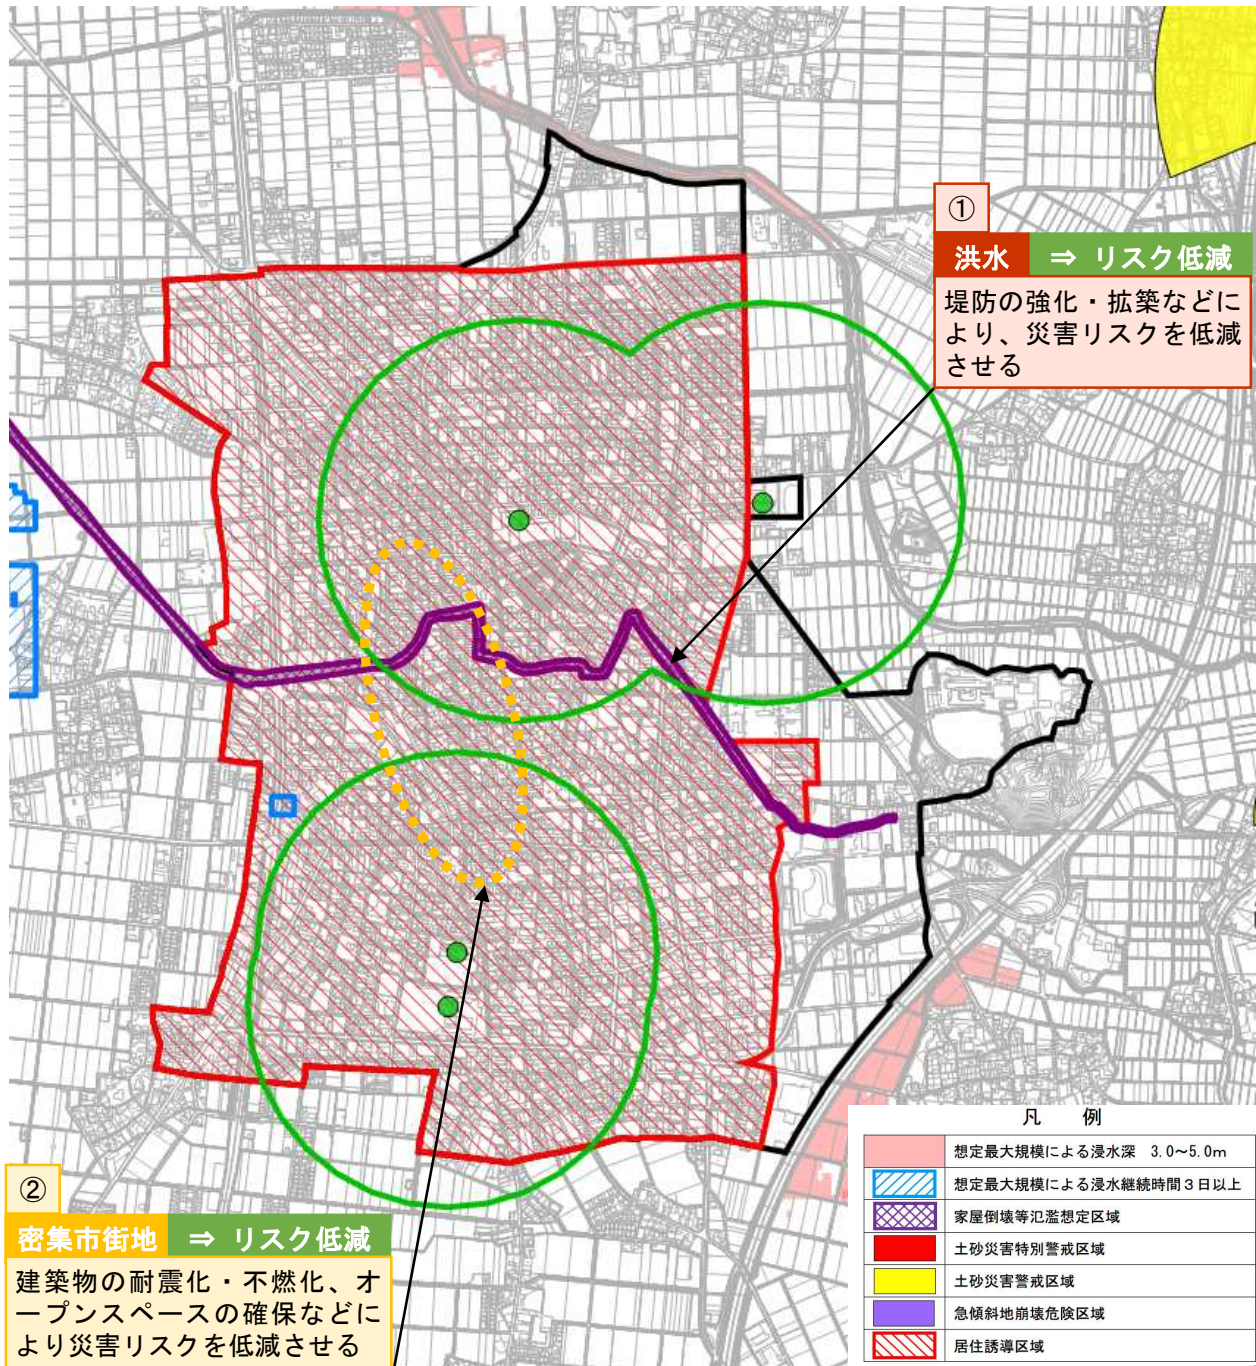 ①
洪水 ⇒ リスク低減
堤防の強化・拡築などに
より、災害リスクを低減
させる
②
密集市街地 ⇒ リスク低減
建築物の耐震化・不燃化、オ
ープンスペースの確保などに
より災害リスクを低減させる
凡 例
想定最大規模による浸水深 3.0~5.0m
想定最大規模による浸水継続時間3日以上
家屋倒壊等氾濫想定区域
土砂災害特別警戒区域
土砂災害警戒区域
急傾斜地崩壊危険区域
居住誘導区域